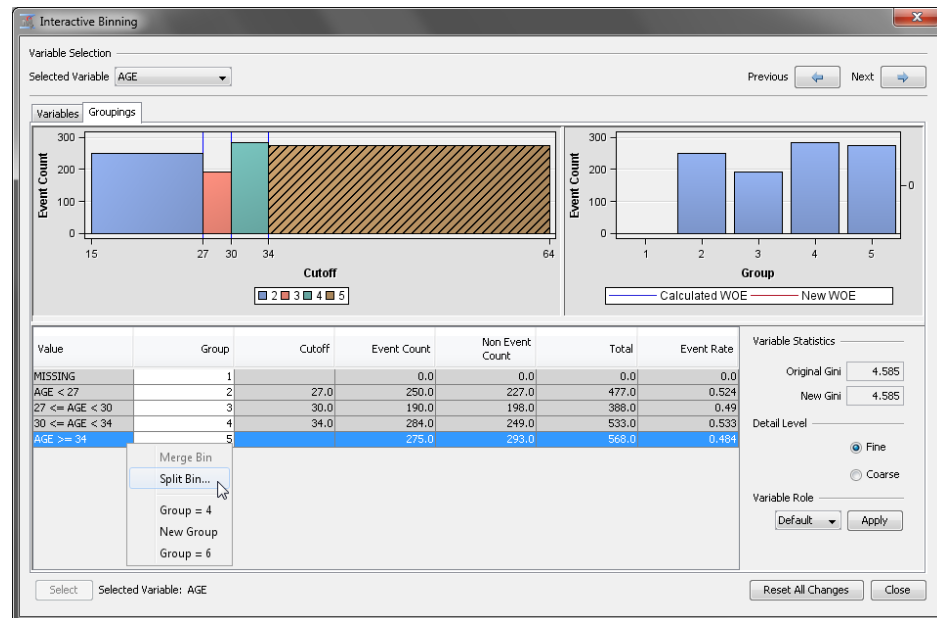 Interactive Binning
Variable Selection
Selected Variable AGE Previous Next
Variables Groupings
300
200
100
0
Event Count
15 27 30 34 64
Cutoff
2 3 4 5
300
200
100
0
Event Count
0
1 2 3 4 5
Group
Calculated WOE New WOE
Value Group Cutoff Event Count Non Event Count Total Event Rate
MISSING 1 0.0 0.0 0.0 0.0
AGE < 27 2 27.0 250.0 227.0 477.0 0.524
27 <= AGE < 30 3 30.0 190.0 198.0 388.0 0.49
30 <= AGE < 34 4 34.0 284.0 249.0 533.0 0.533
AGE >= 34 5 275.0 293.0 568.0 0.484
Merge Bin
Split Bin...
Group = 4
New Group
Group = 6
Variable Statistics
Original Gini 4.585
New Gini 4.585
Detail Level
Fine
Coarse
Variable Role
Default Apply
Select Selected Variable: AGE Reset All Changes Close